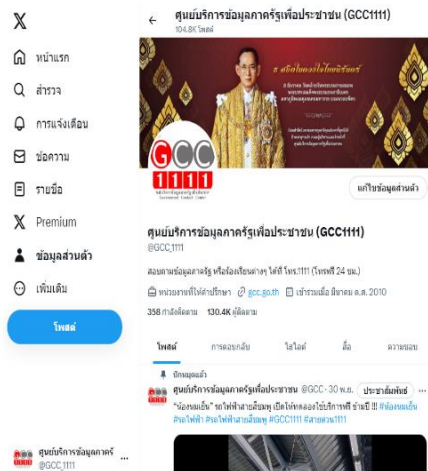 หน้าแรก
สำรวจ
การแจ้งเตือน
ข้อความ
รายชื่อ
Premium
ข้อมูลส่วนตัว
เพิ่มเติม
โพสต์
ศูนย์บริการข้อมูลภาครั
@GCC_1111
ศูนย์บริการข้อมูลภาครัฐเพื่อประชาชน (GCC1111)
104.8K โพสต์
GCC
1111
แก้ไขข้อมูลส่วนตัว
ศูนย์บริการข้อมูลภาครัฐเพื่อประชาชน (GCC1111)
@GCC_1111
สอบถามข้อมูลภาครัฐ หรือร้องเรียนต่างๆ ได้ที่ โทร.1111 (โทรฟรี 24 ชม.)
หน่วยงานที่ให้คำปรึกษา gcc.go.th เข้าร่วมเมื่อ มีนาคม ค.ศ. 2010
358 กำลังติดตาม 130.4K ผู้ติดตาม
โพสต์ การตอบกลับ ไฮไลต์ สื่อ ความชอบ
ปักหมุดแล้ว
ศูนย์บริการข้อมูลภาครัฐเพื่อประชาชน @GCC · 30 พ.ย. ประชาสัมพันธ์ ...
"น้องนมเย็น" รถไฟฟ้าสายสีชมพู เปิดให้ทดลองใช้บริการฟรี ข้ามปี !!! #น้องนมเย็น
#รถไฟฟ้า #รถไฟฟ้าสายสีชมพู #GCC1111 #สายด่วน1111